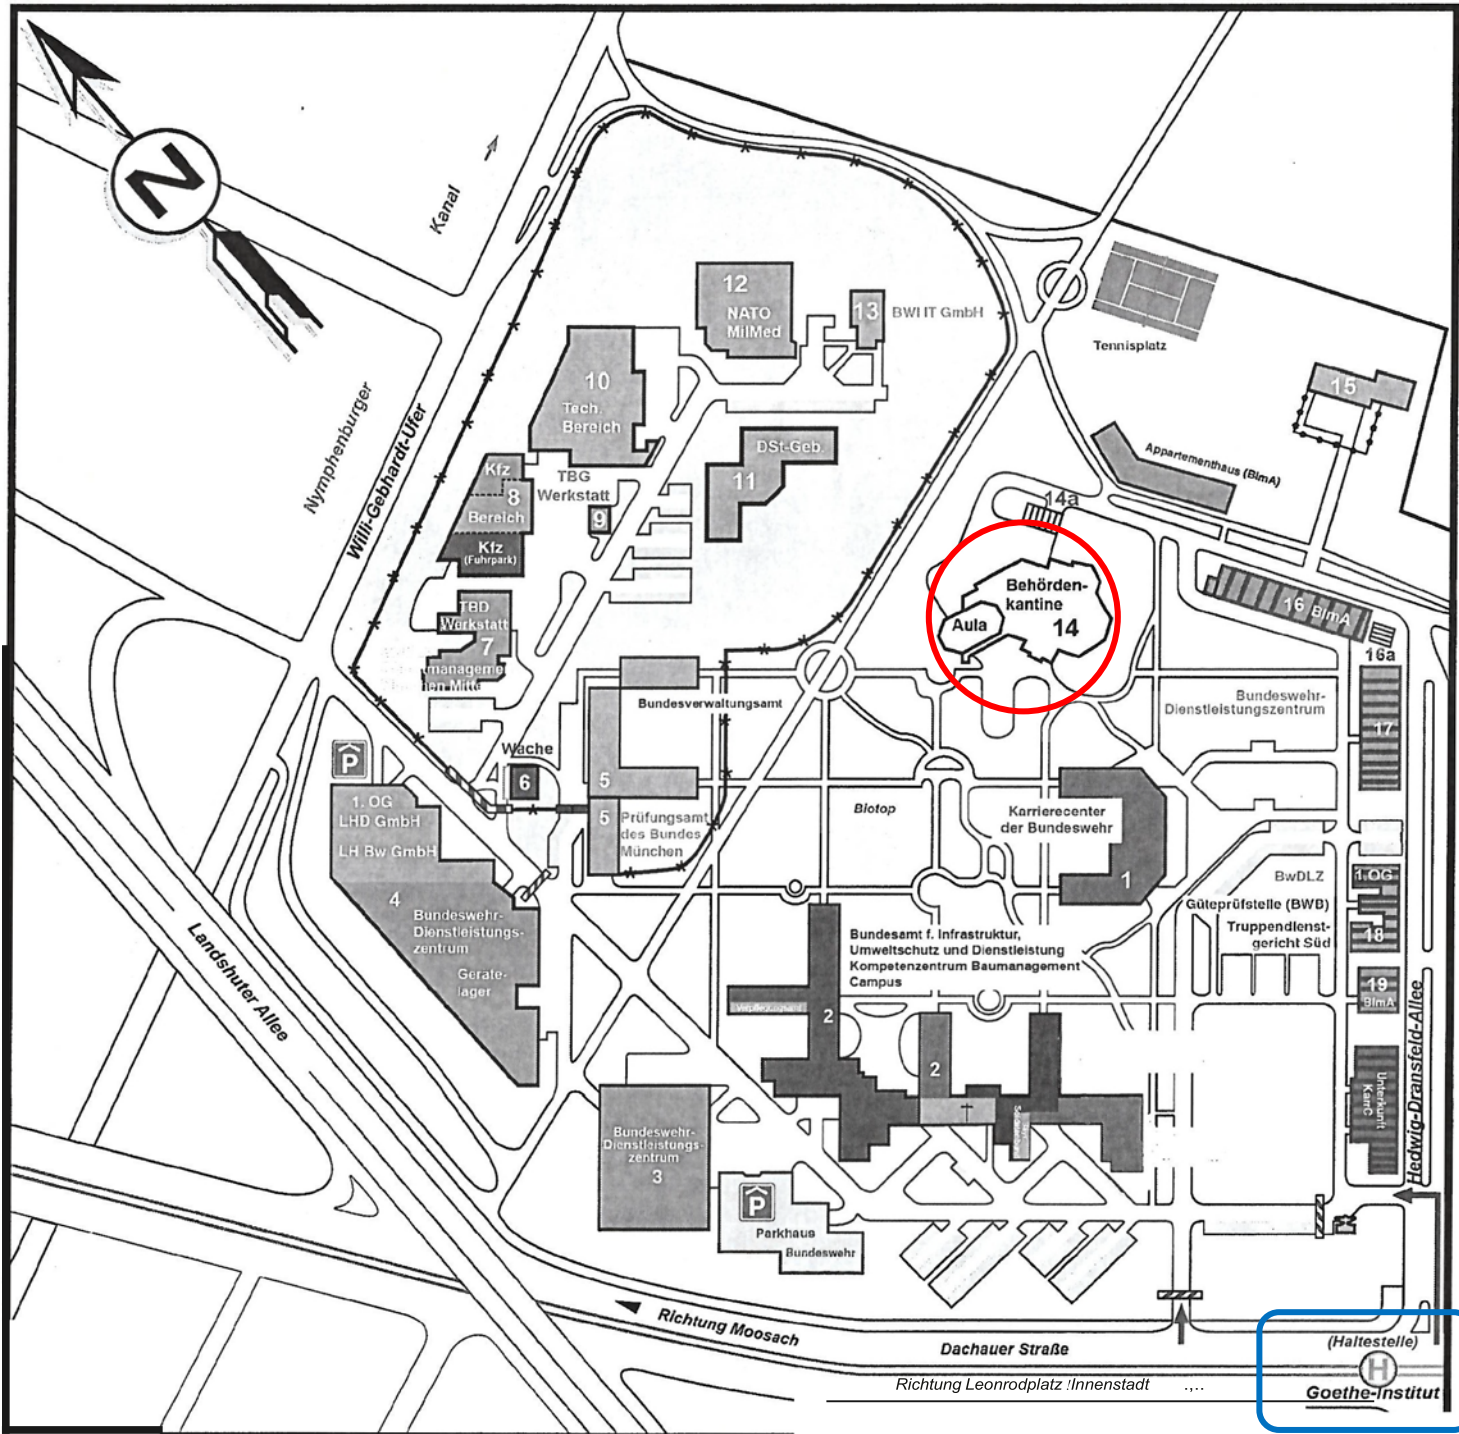 N
Kanal
Nymphenburger
Willi-Gebhardt-Ufer
12
NATO
MilMed
13
BWI IT GmbH
Tennisplatz
10
Tech.
Bereich
15
DSt-Geb.
11
Appartementhaus (BImA)
Kfz
8
Bereich
Kfz
(Fuhrpark)
TBG
Werkstatt
9
14a
Behörden-
kantine
Aula
14
16 BImA
16a
TBD
Werkstatt
7
Bundesverwaltungsamt
Bundeswehr-
Dienstleistungszentrum
17
Wache
6
P
5
5
Prüfungsamt
des Bundes
München
Biotop
Karrierecenter
der Bundeswehr
1
1. OG
LHD GmbH
LH Bw GmbH
4
Bundeswehr-
Dienstleistungs-
zentrum
Geräte-
lager
BwDLZ
1.OG
Güteprüfstelle (BWB)
Truppendienst-
gericht Süd
18
19
BImA
Bundesamt f. Infrastruktur,
Umweltschutz und Dienstleistung
Kompetenzentrum Baumanagement
Campus
2
2
Landshuter Allee
Hedwig-Dransfeld-Allee
Unterkunft
KarrC
Bundeswehr-
Dienstleistungs-
zentrum
3
P
Parkhaus
Bundeswehr
Richtung Moosach
Dachauer Straße
(Haltestelle)
H
Richtung Leonrodplatz !Innenstadt .,..
Goethe-Institut